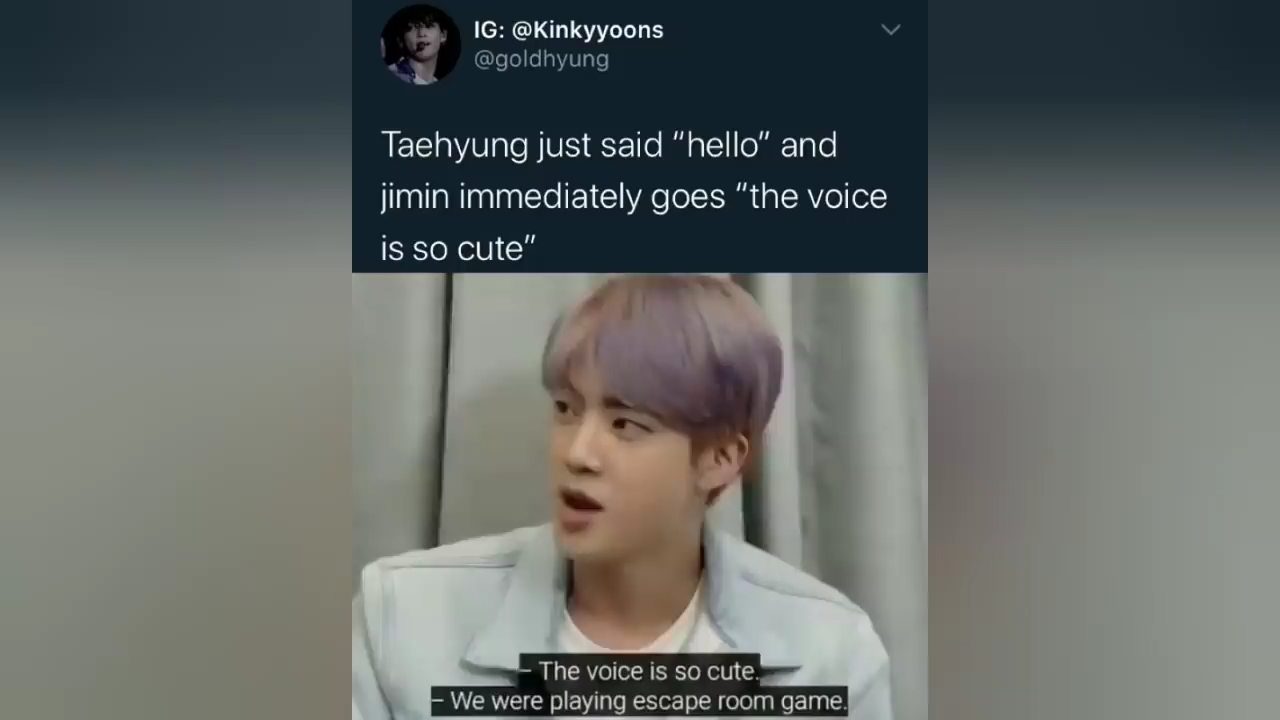 IG: @Kinkyyoons
@goldhyung
Taehyung just said “hello” and
jimin immediately goes “the voice
is so cute”
– The voice is so cute.
– We were playing escape room game.